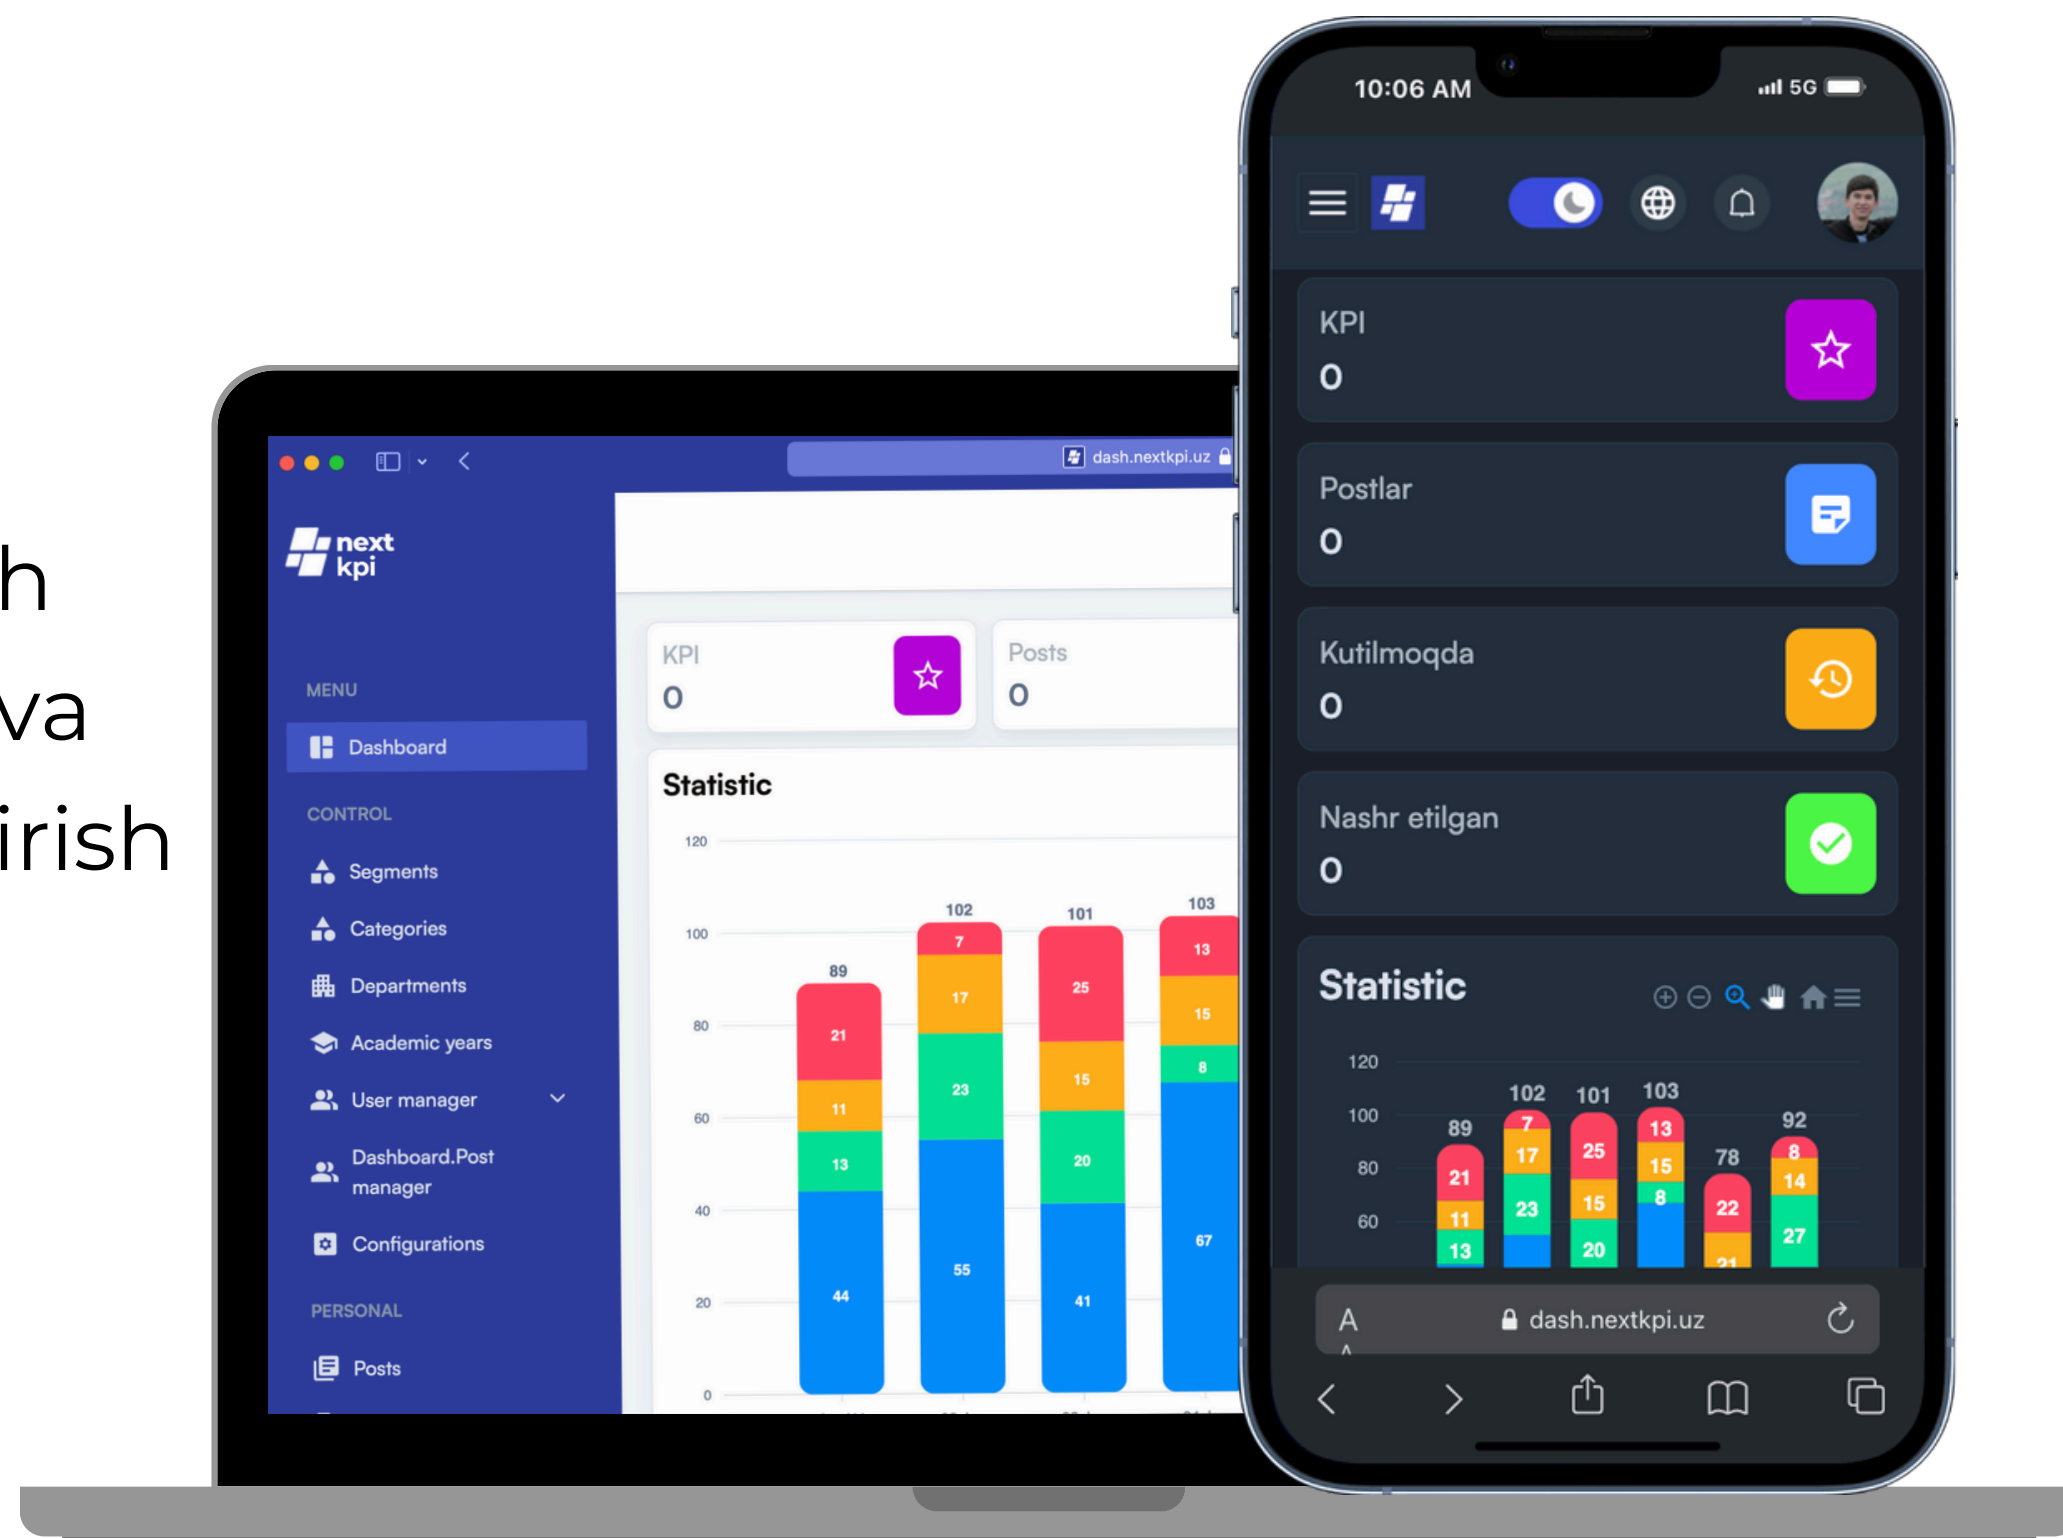 h
va
irish
dash.nextkpi.uz
next
kpi
MENU
Dashboard
CONTROL
Segments
Categories
Departments
Academic years
User manager
Dashboard.Post
manager
Configurations
PERSONAL
Posts
KPI
0
Posts
0
Statistic
120
100
80
60
40
20
0
89
21
11
13
44
102
7
17
23
55
101
25
15
20
41
103
13
15
8
67
10:06 AM
5G
KPI
0
Postlar
0
Kutilmoqda
0
Nashr etilgan
0
Statistic
120
100
80
60
89
21
11
13
102
7
17
23
101
25
15
20
103
13
15
8
78
22
21
92
8
14
27
A
A
dash.nextkpi.uz